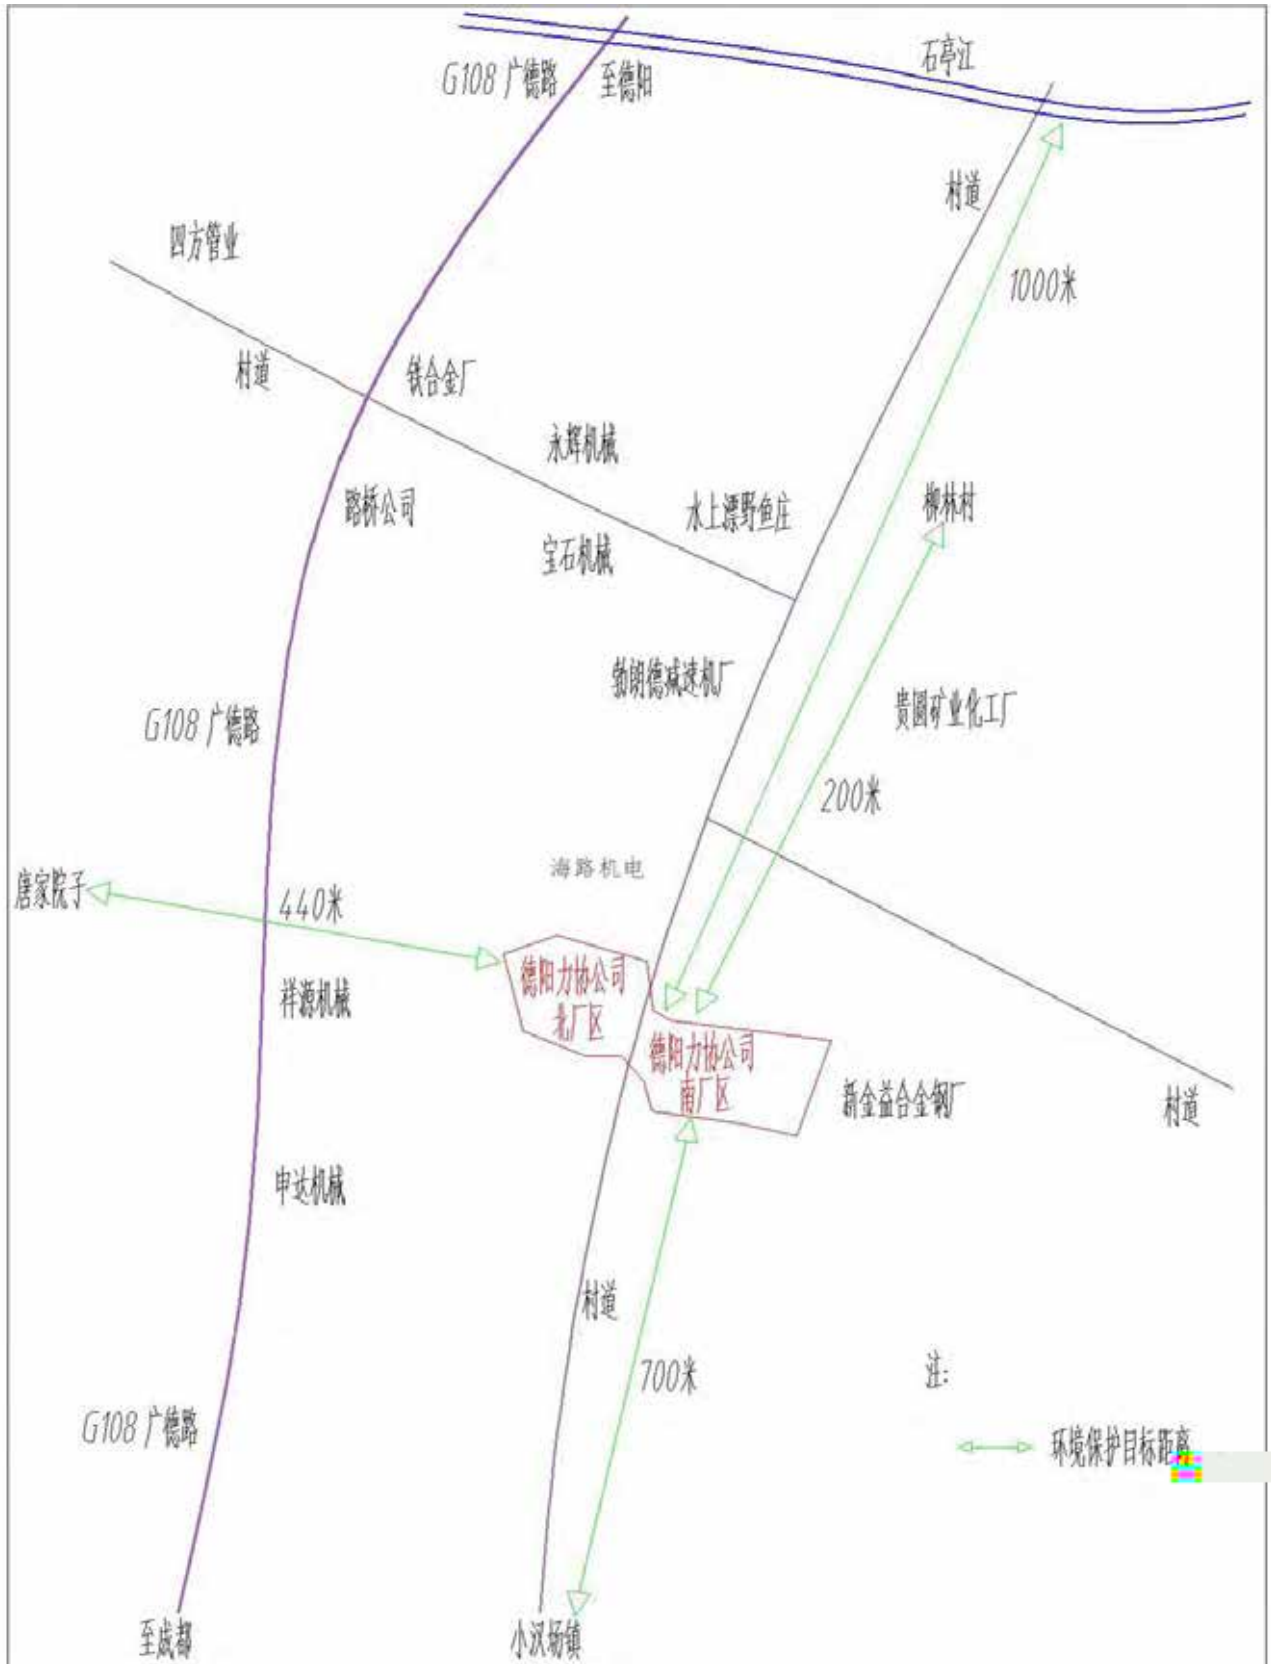 石亭江
G108 广德路
至德阳
村道
四方管业
1000米
村道
铁合金厂
永辉机械
路桥公司
水上漂野鱼庄
柳林村
宝石机械
勃朗德减速机厂
贵圆矿业化工厂
G108 广德路
200米
海路机电
唐家院子
440米
德阳力协公司
北厂区
祥源机械
德阳力协公司
南厂区
新金益合金钢厂
村道
申达机械
村道
700米
注:
G108 广德路
环境保护目标距离
至成都
小汉场镇